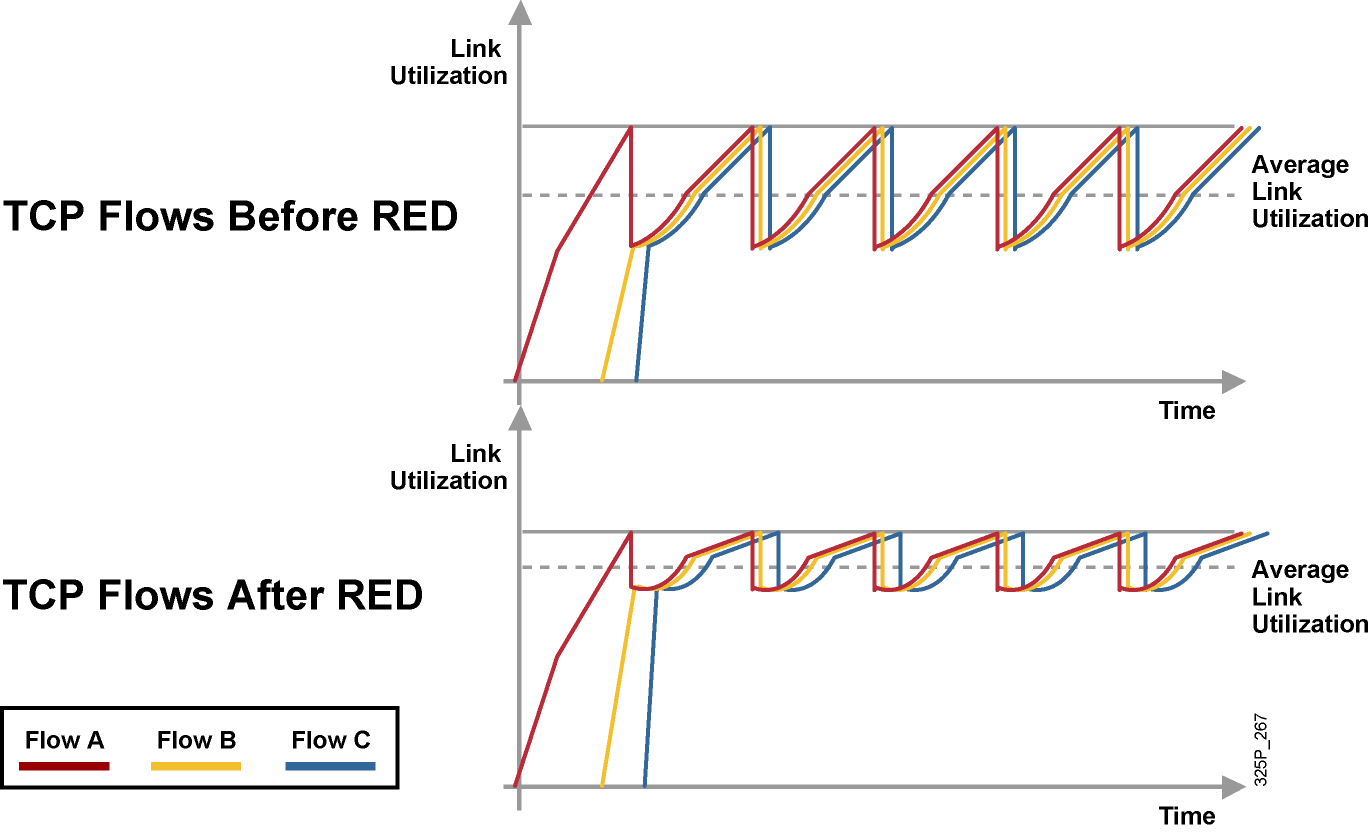 Link
Utilization
TCP Flows Before RED
Average
Link
Utilization
Time
Link
Utilization
TCP Flows After RED
Average
Link
Utilization
Flow A
Flow B
Flow C
325P_267
Time